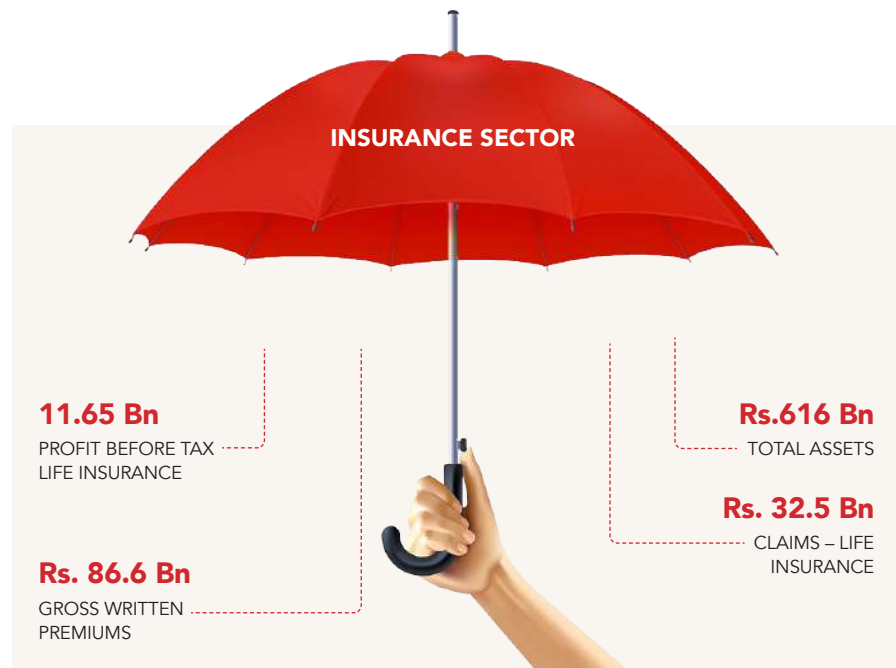 INSURANCE SECTOR
11.65 Bn
PROFIT BEFORE TAX
LIFE INSURANCE
Rs. 86.6 Bn
GROSS WRITTEN
PREMIUMS
Rs.616 Bn
TOTAL ASSETS
Rs. 32.5 Bn
CLAIMS – LIFE
INSURANCE